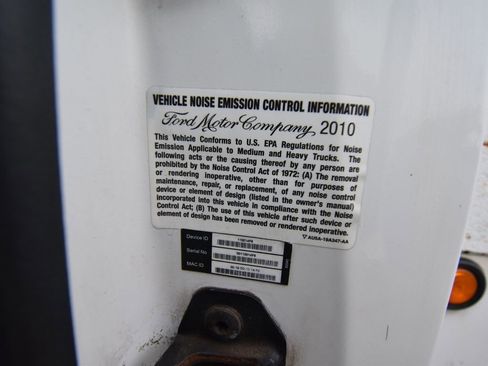 VEHICLE NOISE EMISSION CONTROL INFORMATION
Ford Motor Company 2010
This Vehicle Conforms to U.S. EPA Regulations for Noise
Emission Applicable to Medium and Heavy Trucks. The
following acts or the causing thereof by any person are
prohibited by the Noise Control Act of 1972: (A) The removal
or rendering inoperative, other than for purposes of
maintenance, repair, or replacement, of any noise control
device or element of design (listed in the owner's manual)
incorporated into this vehicle in compliance with the Noise
Control Act; (B) The use of this vehicle after such device or
element of design has been removed or rendered inoperative.
AU5A-19A347-AA
Device ID
Serial No
MAC ID